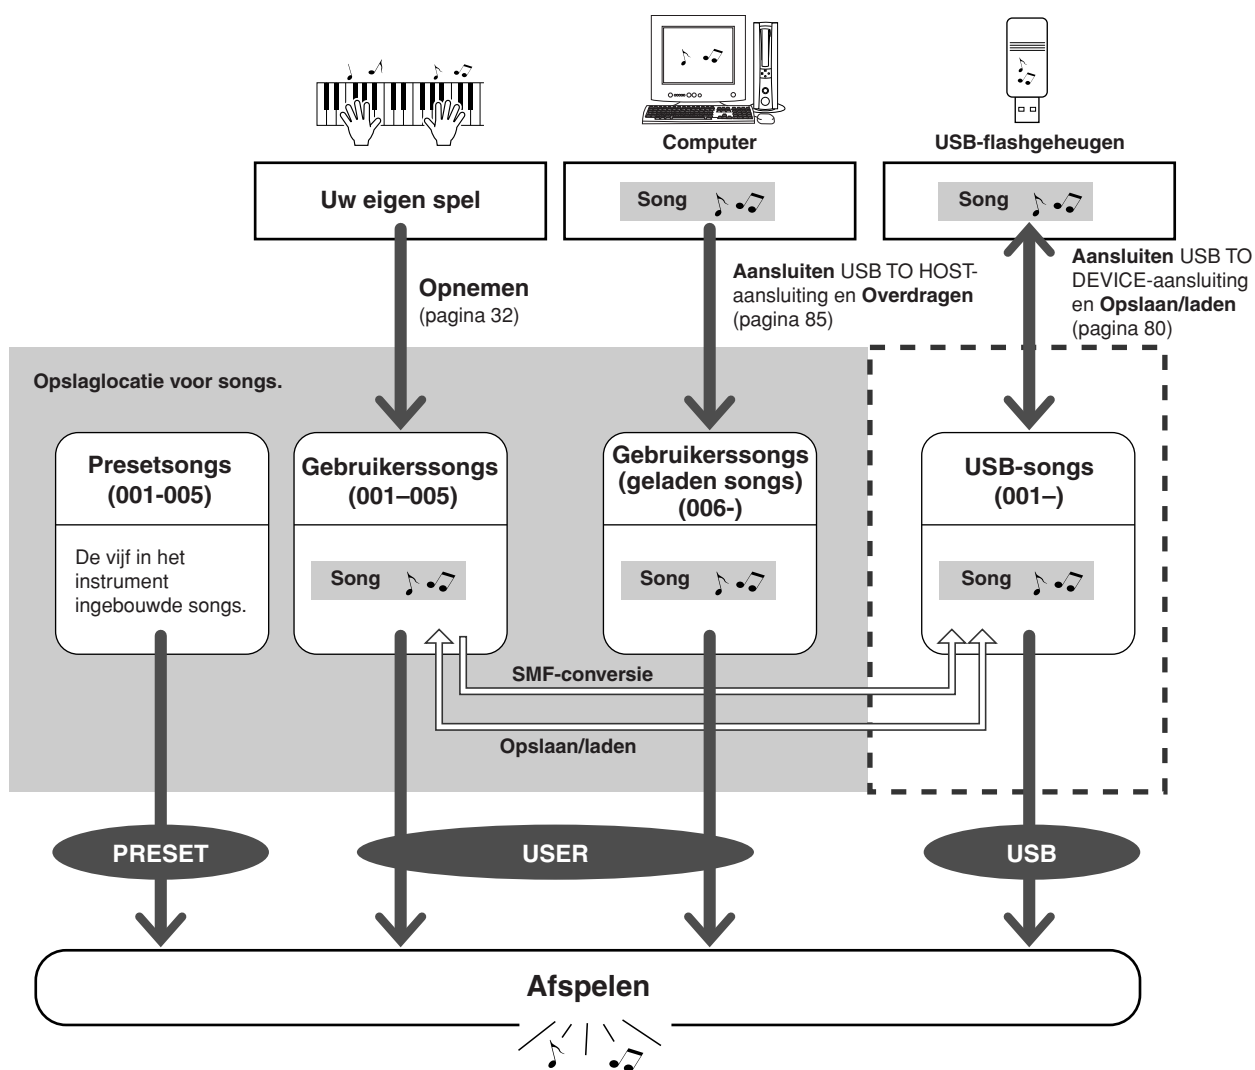 Computer
USB-flashgeheugen
Uw eigen spel
Song
Song
Opnemen
(pagina 32)
Aansluiten USB TO HOST-
aansluiting en Overdragen
(pagina 85)
Aansluiten USB TO
DEVICE-aansluiting
en Opslaan/laden
(pagina 80)
Opslaglocatie voor songs.
Presetsongs
(001-005)
De vijf in het
instrument
ingebouwde songs.
Gebruikerssongs
(001–005)
Song
Gebruikerssongs
(geladen songs)
(006-)
Song
USB-songs
(001–)
Song
SMF-conversie
Opslaan/laden
PRESET
USER
USB
Afspelen